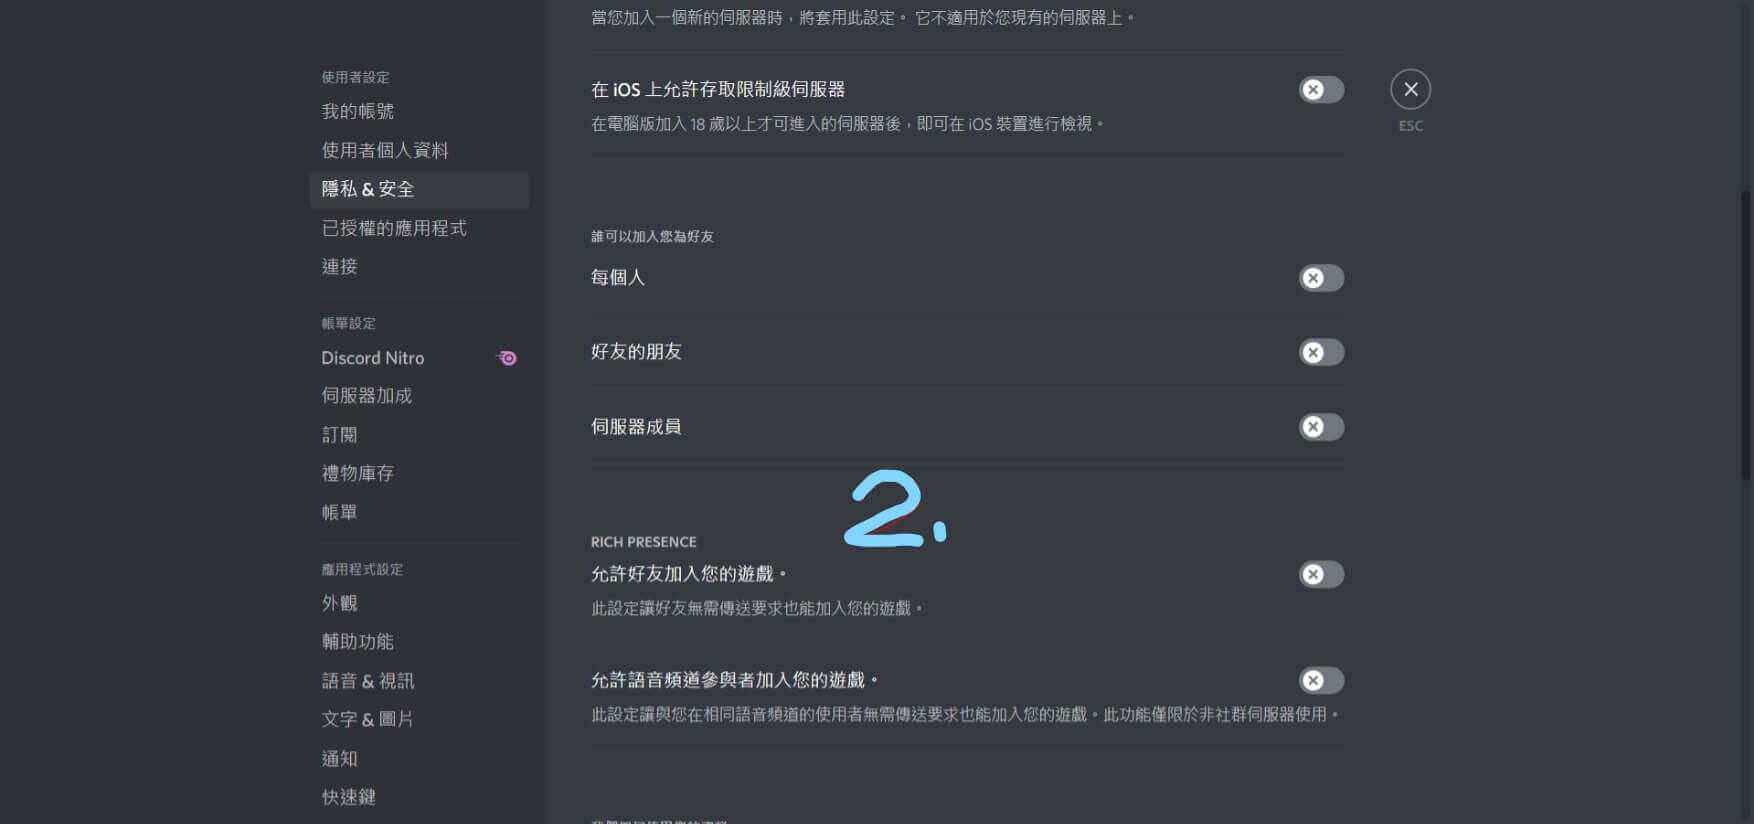 使用者設定
我的帳號
使用者個人資料
隱私 & 安全
已授權的應用程式
連接
帳單設定
Discord Nitro
伺服器加成
訂閱
禮物庫存
帳單
應用程式設定
外觀
輔助功能
語音 & 視訊
文字 & 圖片
通知
快速鍵
當您加入一個新的伺服器時，將套用此設定。 它不適用於您現有的伺服器上。
在 iOS 上允許存取限制級伺服器
在電腦版加入 18 歲以上才可進入的伺服器後，即可在 iOS 裝置進行檢視。
ESC
誰可以加入您為好友
每個人
好友的朋友
伺服器成員
2.
RICH PRESENCE
允許好友加入您的遊戲。
此設定讓好友無需傳送要求也能加入您的遊戲。
允許語音頻道參與者加入您的遊戲。
此設定讓與您在相同語音頻道的使用者無需傳送要求也能加入您的遊戲。此功能僅限於非社群伺服器使用。